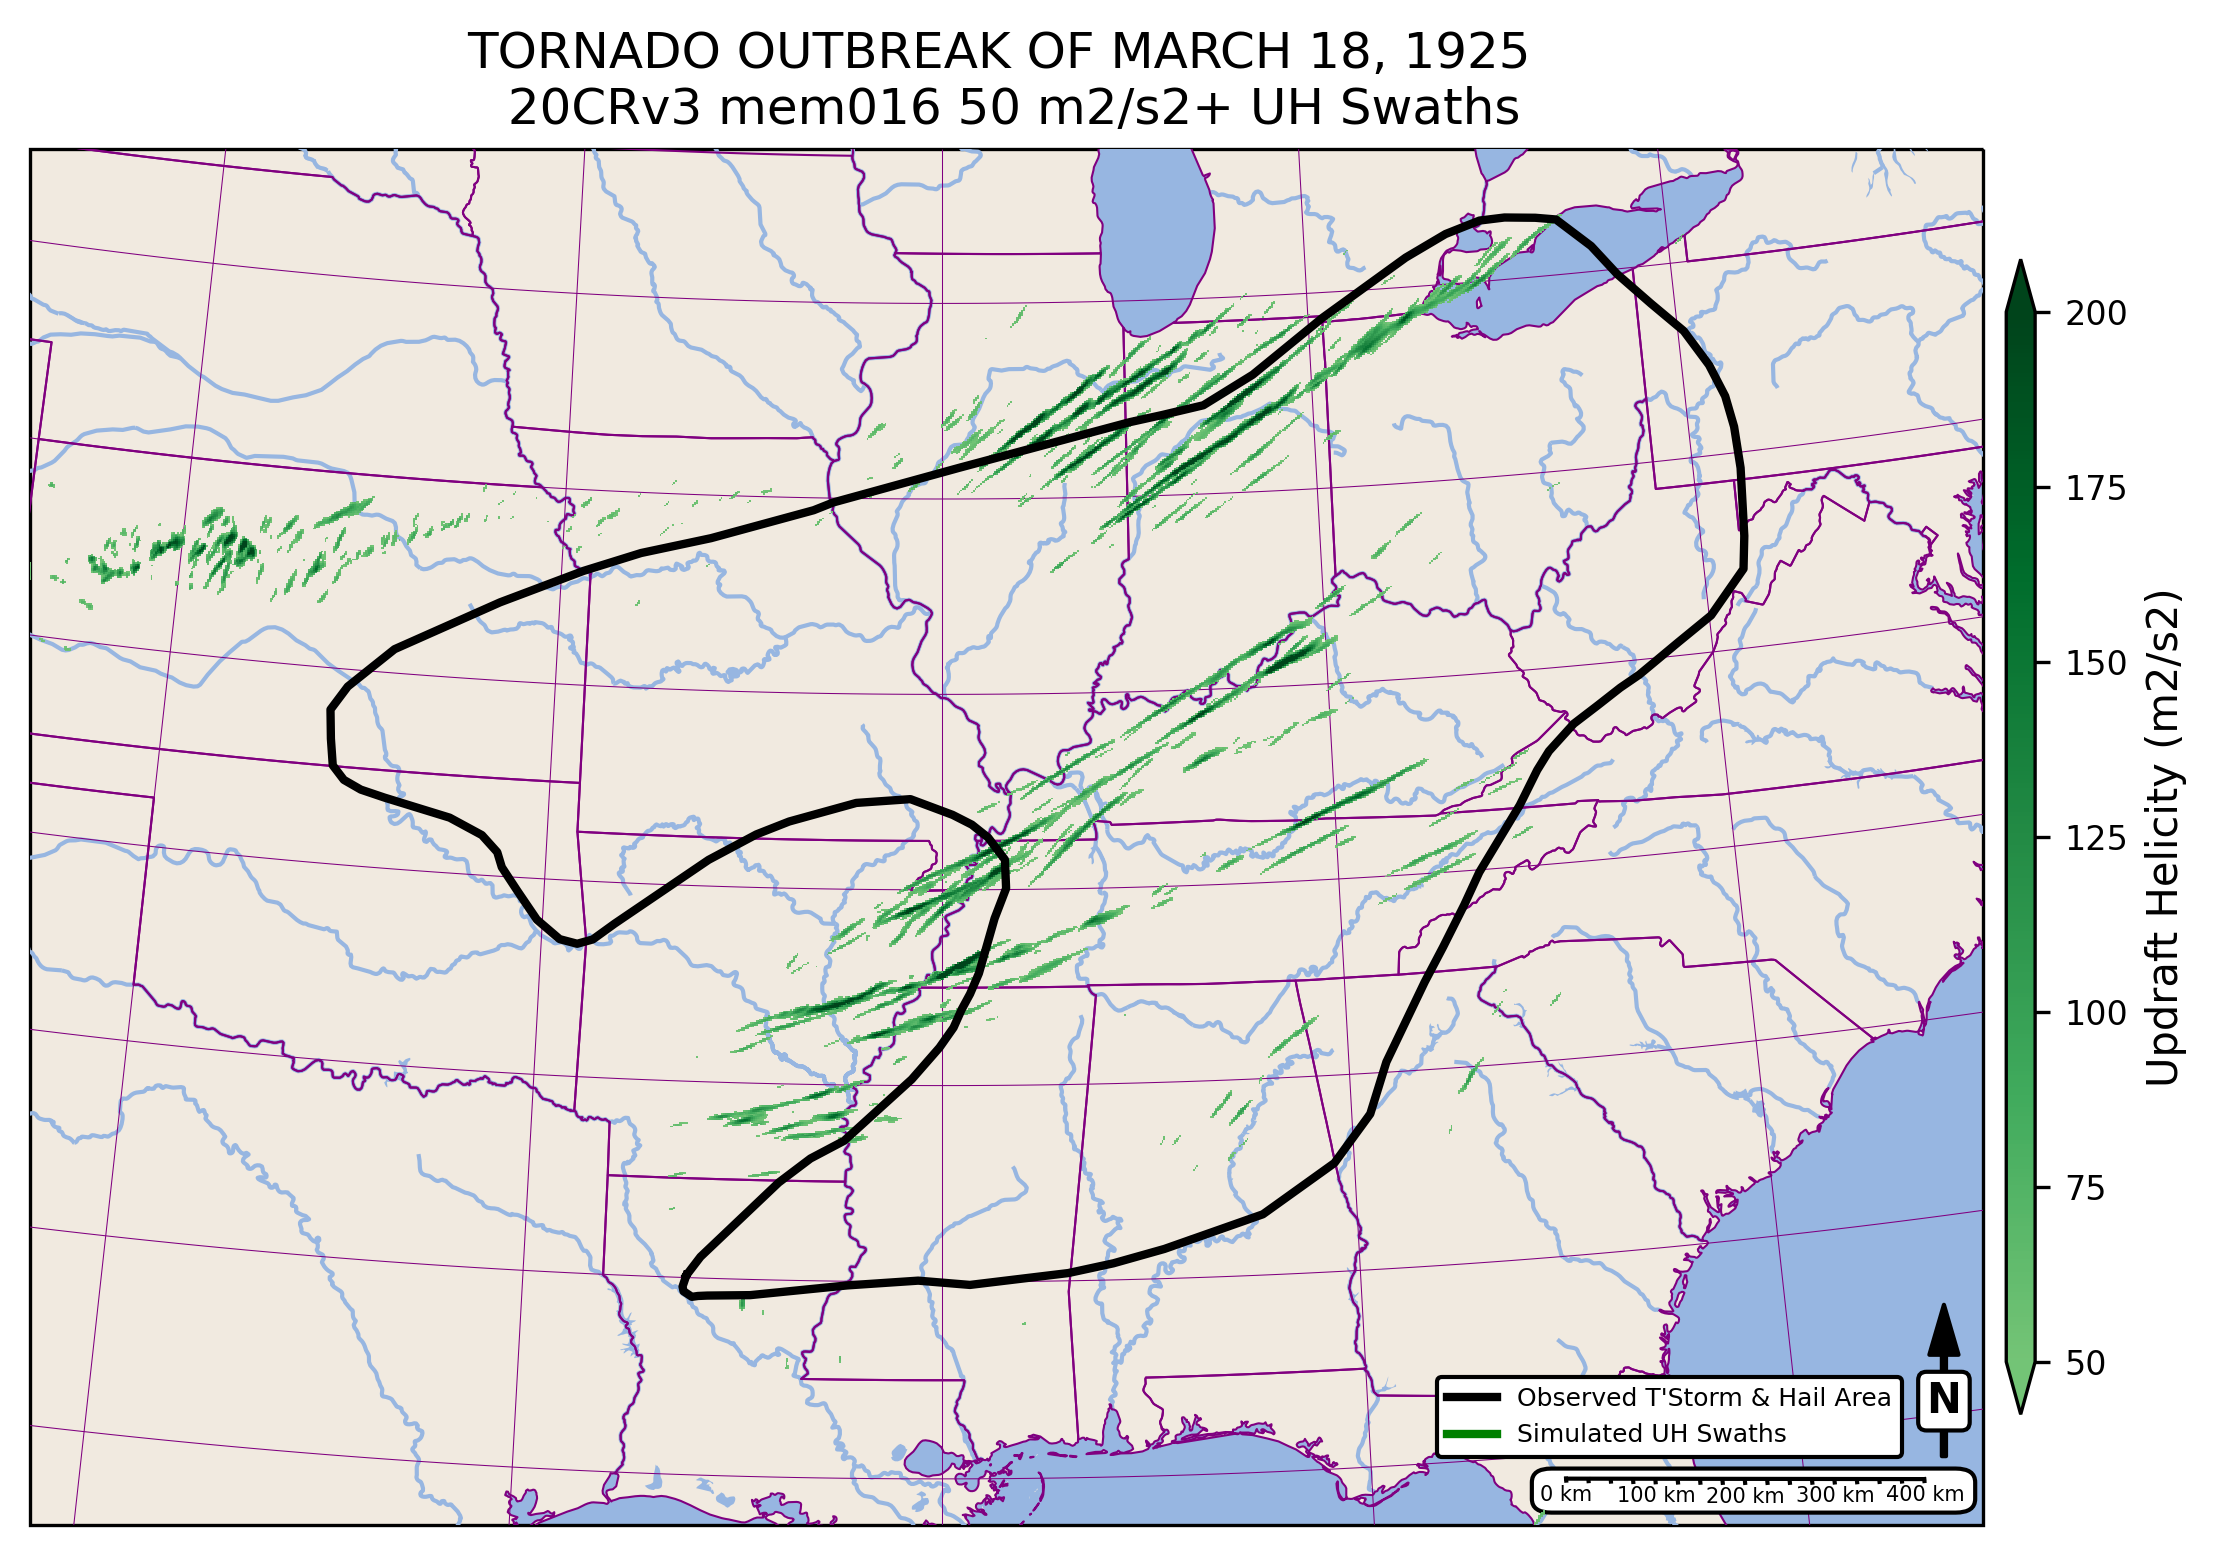 TORNADO OUTBREAK OF MARCH 18, 1925
20CRv3 mem016 50 m2/s2+ UH Swaths
200
175
150
125
100
75
50
Updraft Helicity (m2/s2)
Observed T'Storm & Hail Area
Simulated UH Swaths
N
0 km 100 km 200 km 300 km 400 km